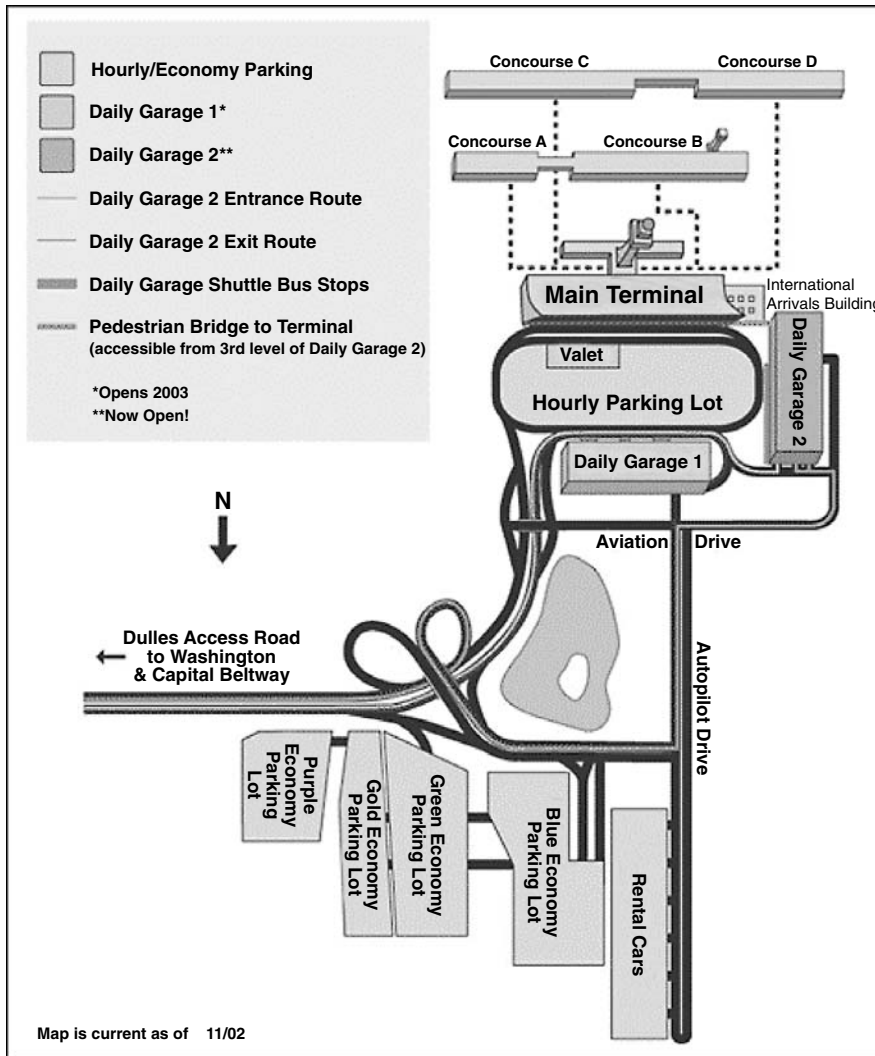 Hourly/Economy Parking
Daily Garage 1*
Daily Garage 2**
Daily Garage 2 Entrance Route
Daily Garage 2 Exit Route
Daily Garage Shuttle Bus Stops
Pedestrian Bridge to Terminal
(accessible from 3rd level of Daily Garage 2)
*Opens 2003
**Now Open!
Concourse C
Concourse D
Concourse A
Concourse B
Main Terminal
International
Arrivals Building
Valet
Hourly Parking Lot
Daily Garage 2
Daily Garage 1
N
Aviation Drive
Autopilot Drive
Dulles Access Road
to Washington
& Capital Beltway
Purple
Economy
Parking
Lot
Gold Economy
Parking Lot
Green Economy
Parking Lot
Blue Economy
Parking Lot
Rental Cars
Map is current as of 11/02